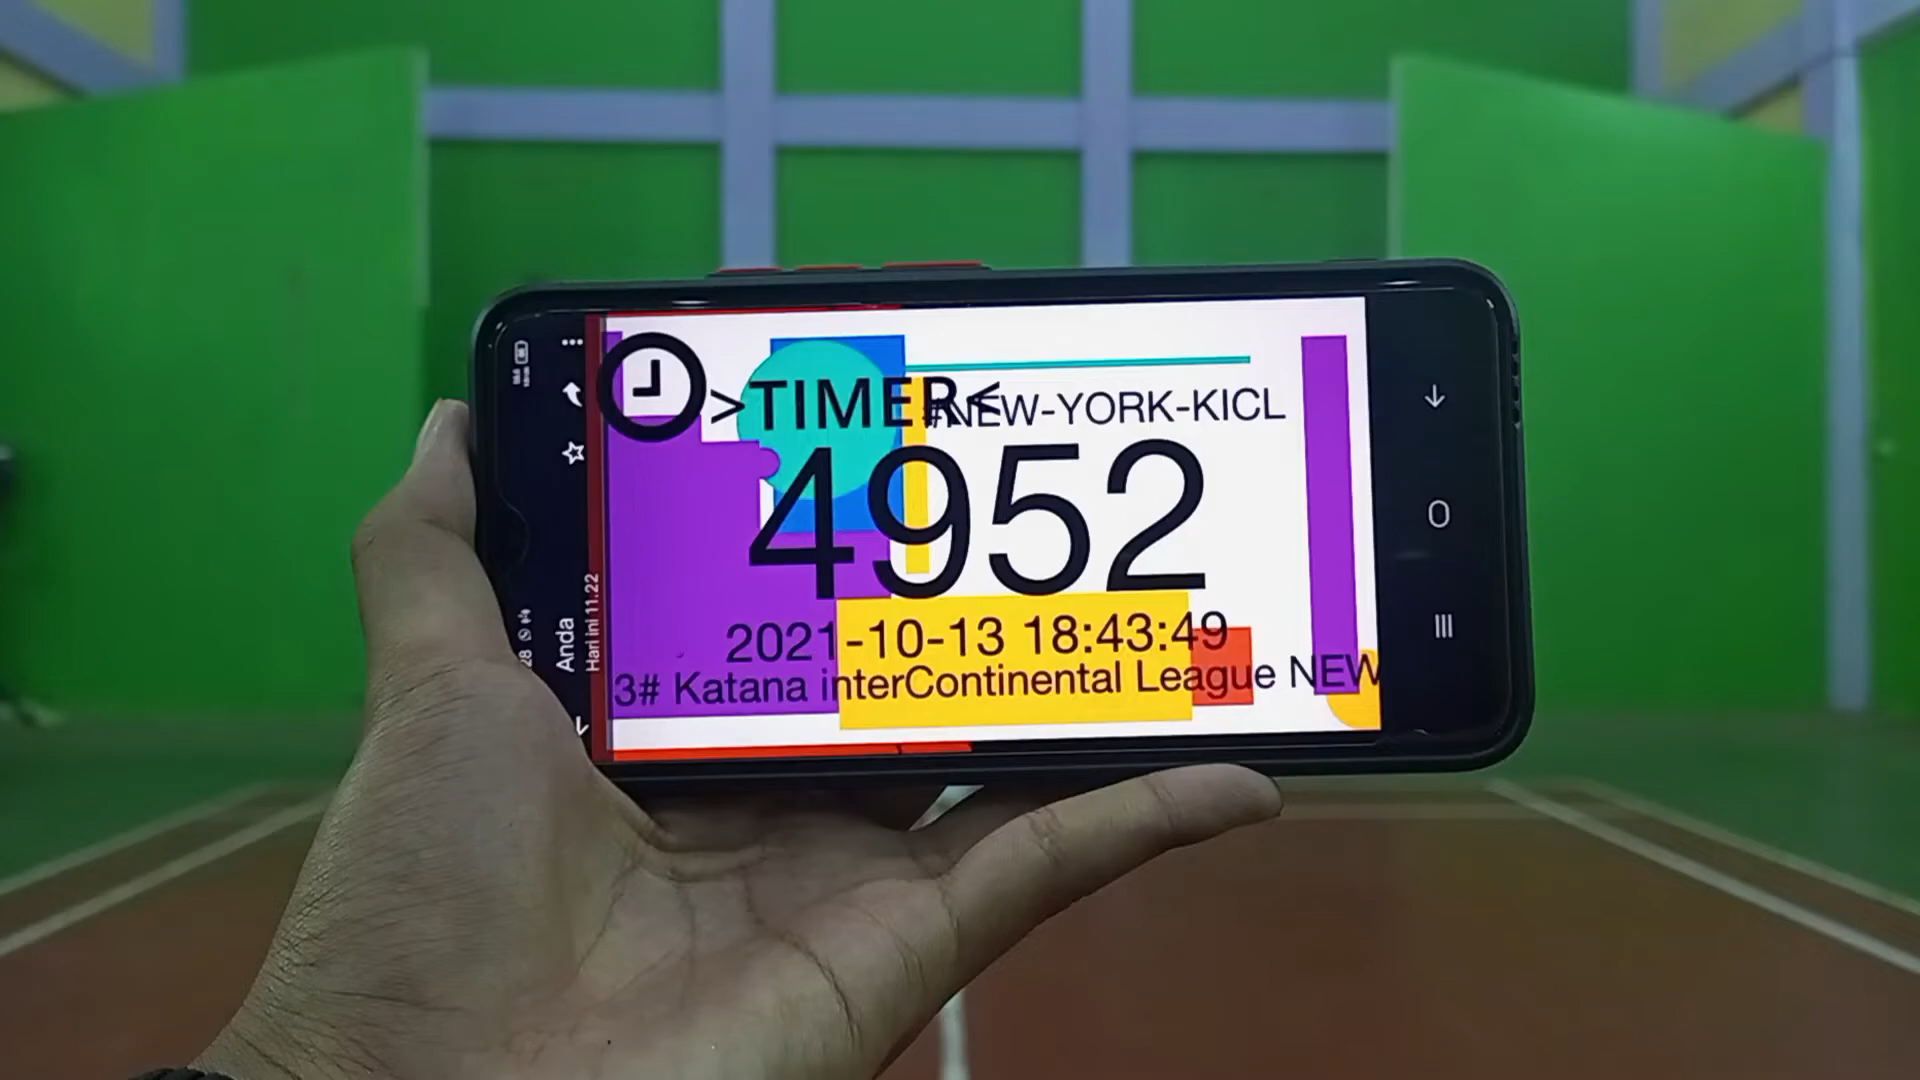 >TIMER<
#NEW-YORK-KICL
4952
2021-10-13 18:43:49
3# Katana interContinental League NEW
Anda
Hari ini 11.22